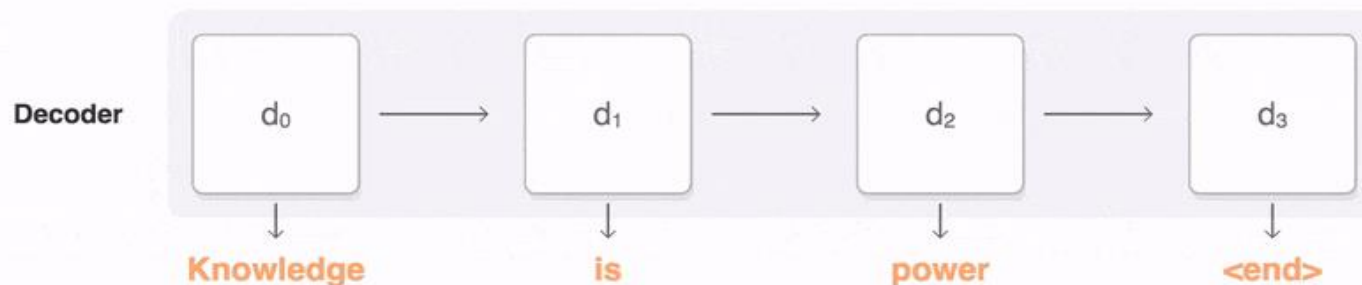 Decoder d₀ d₁ d₂ d₃
Knowledge is power <end>